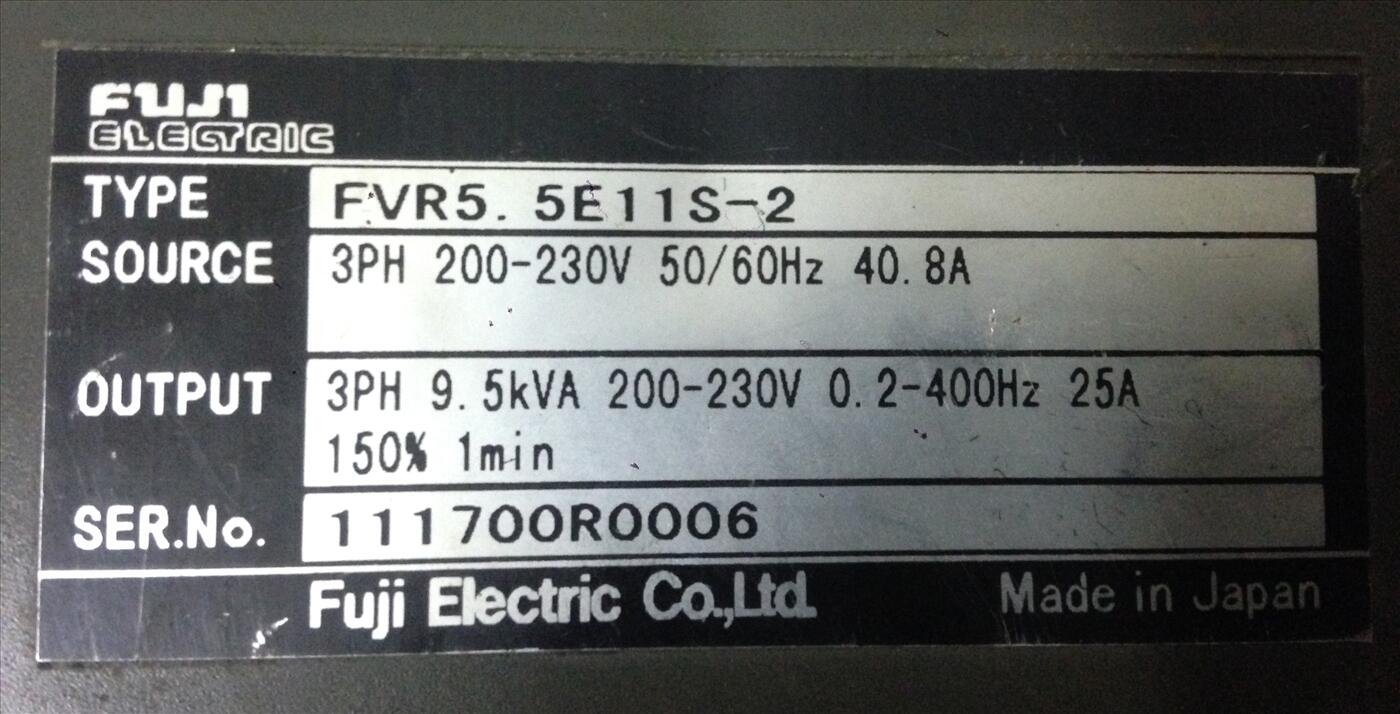 FUJI
ELECTRIC
TYPE FVR5.5E11S-2
SOURCE 3PH 200-230V 50/60Hz 40.8A
OUTPUT 3PH 9.5kVA 200-230V 0.2-400Hz 25A
150% 1min
SER.No. 111700R0006
Fuji Electric Co.,Ltd. Made in Japan